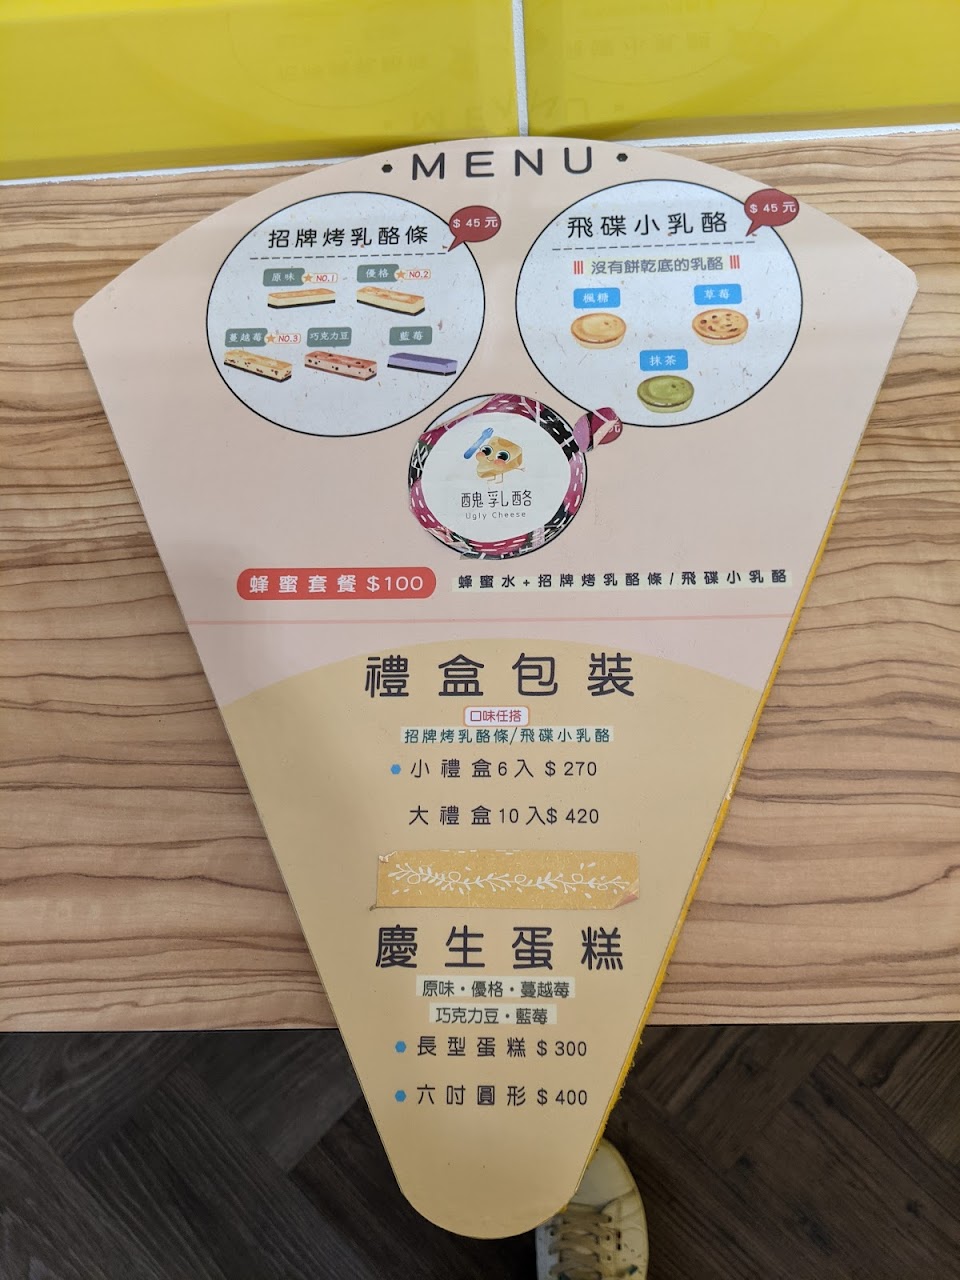 MENU
招牌烤乳酪條
$ 45 元
原味 NO.1
優格 NO.2
蔓越莓 NO.3
巧克力豆
藍莓
飛碟小乳酪
$ 45 元
沒有餅乾底的乳酪
楓糖
草莓
抹茶
元
醜乳酪
Ugly Cheese
蜂蜜套餐 $100
蜂蜜水+招牌烤乳酪條/飛碟小乳酪
禮盒包裝
口味任搭
招牌烤乳酪條/飛碟小乳酪
小禮盒6入 $ 270
大禮盒10入$ 420
慶生蛋糕
原味・優格・蔓越莓
巧克力豆・藍莓
長型蛋糕 $ 300
六吋圓形 $ 400